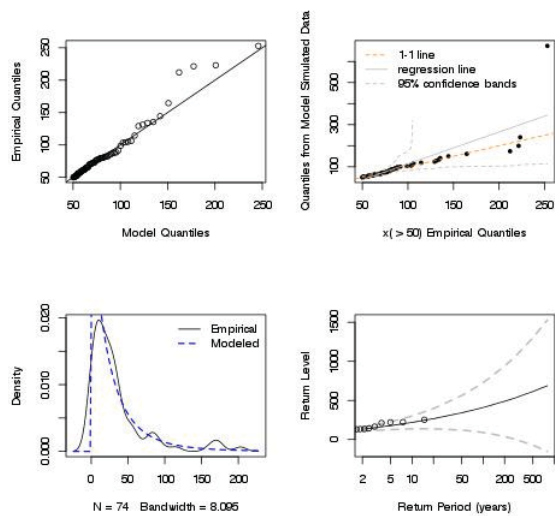 50 100 150 200 250
Empirical Quantiles
50 100 150 200 250
Model Quantiles
1-1 line
regression line
95% confidence bands
100 300 500
Quantiles from Model Simulated Data
50 100 150 200 250
x( > 50) Empirical Quantiles
Empirical
Modeled
0.000 0.010 0.020
Density
0 50 100 150 200
N = 74 Bandwidth = 8.095
0 500 1000 1500
Return Level
2 5 10 20 50 100 200 500
Return Period (years)